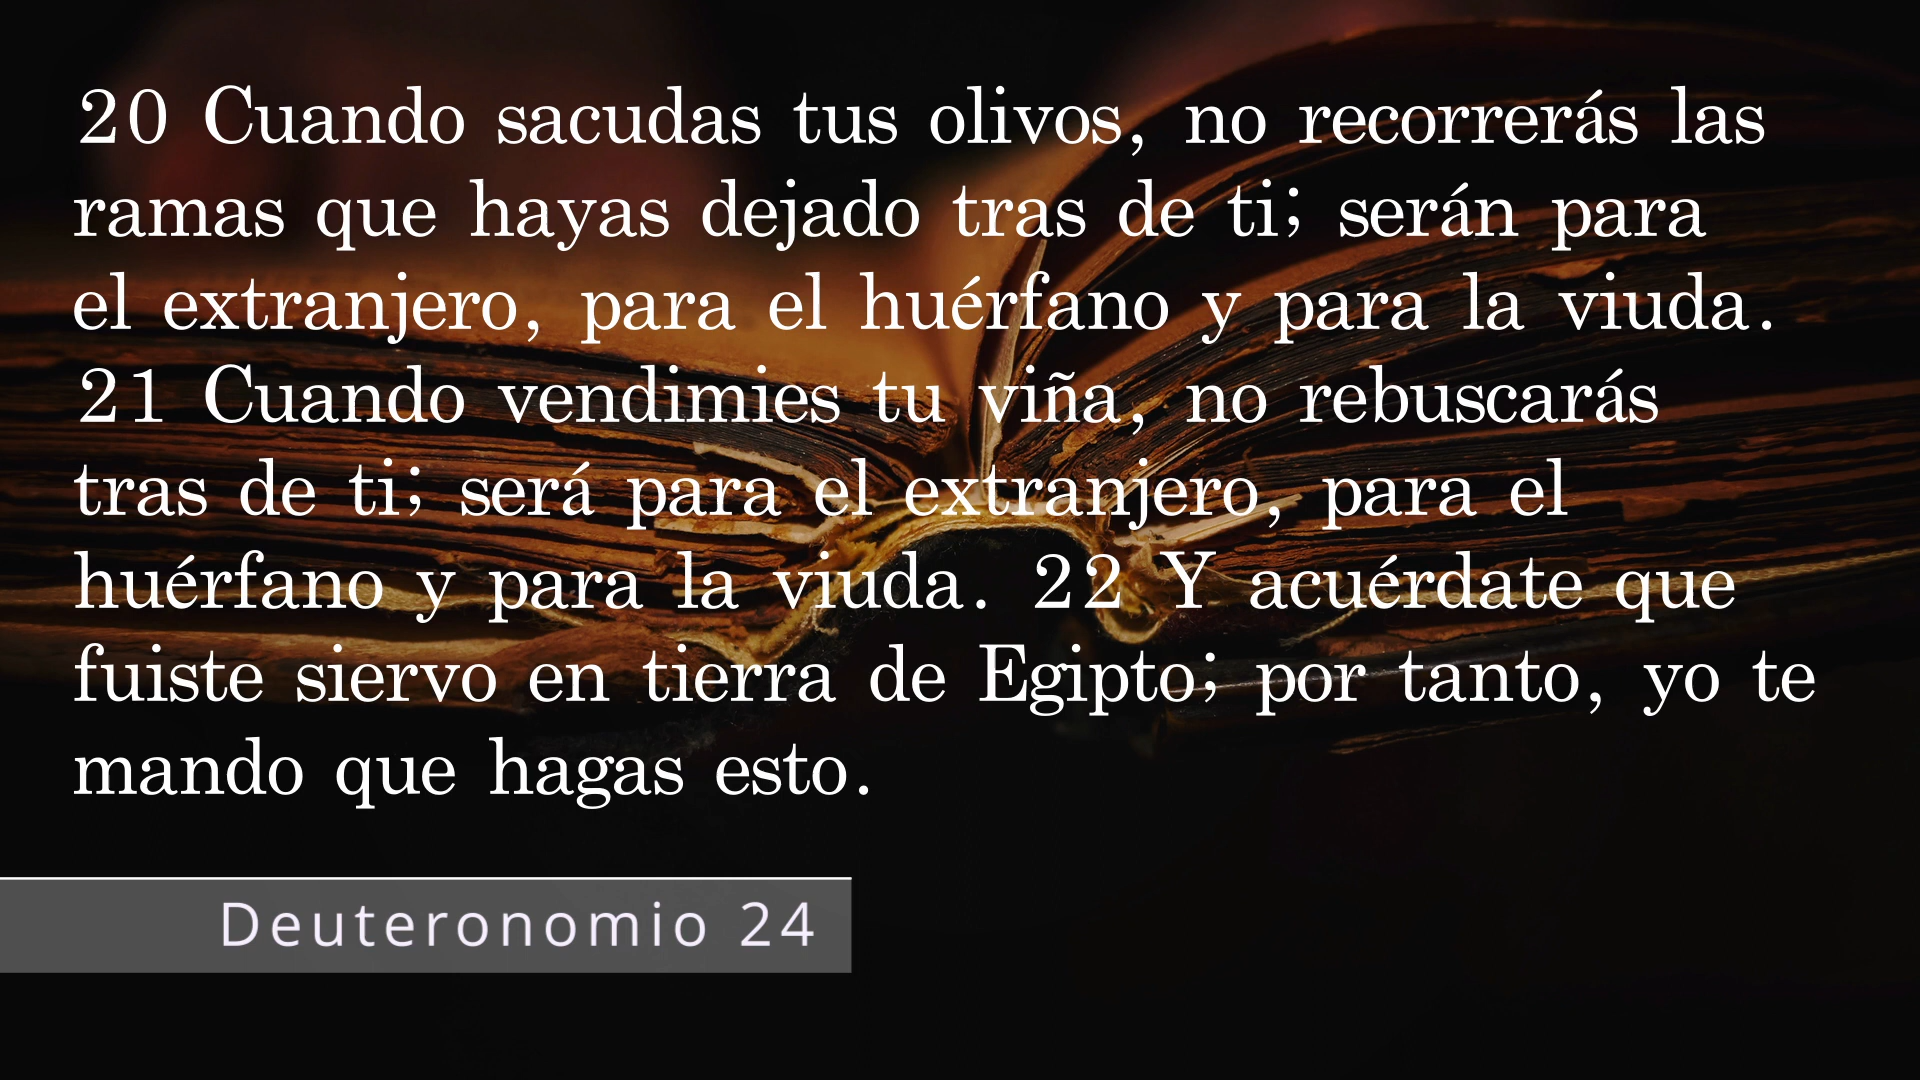 20 Cuando sacudas tus olivos, no recorrerás las
ramas que hayas dejado tras de ti; serán para
el extranjero, para el huérfano y para la viuda.
21 Cuando vendimies tu viña, no rebuscarás
tras de ti; será para el extranjero, para el
huérfano y para la viuda. 22 Y acuérdate que
fuiste siervo en tierra de Egipto; por tanto, yo te
mando que hagas esto.
Deuteronomio 24